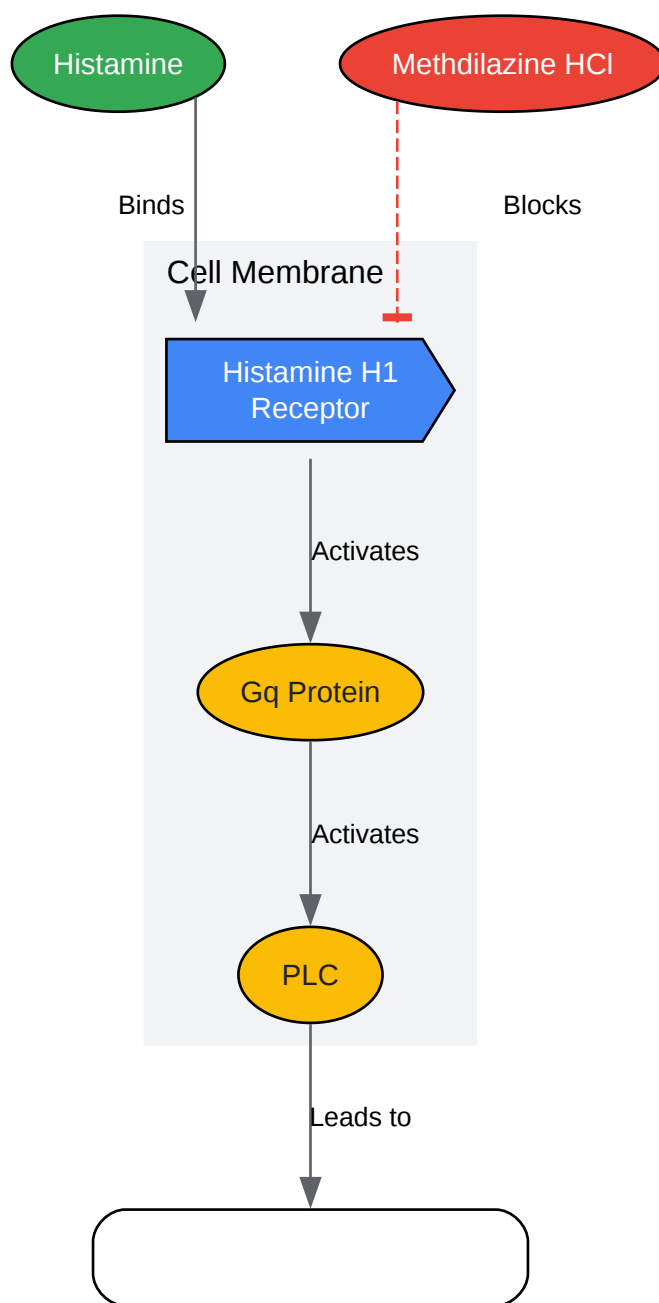 Histamine
Methdilazine HCl
Binds
Blocks
Cell Membrane
Histamine H1
Receptor
Activates
Gq Protein
Activates
PLC
Leads to